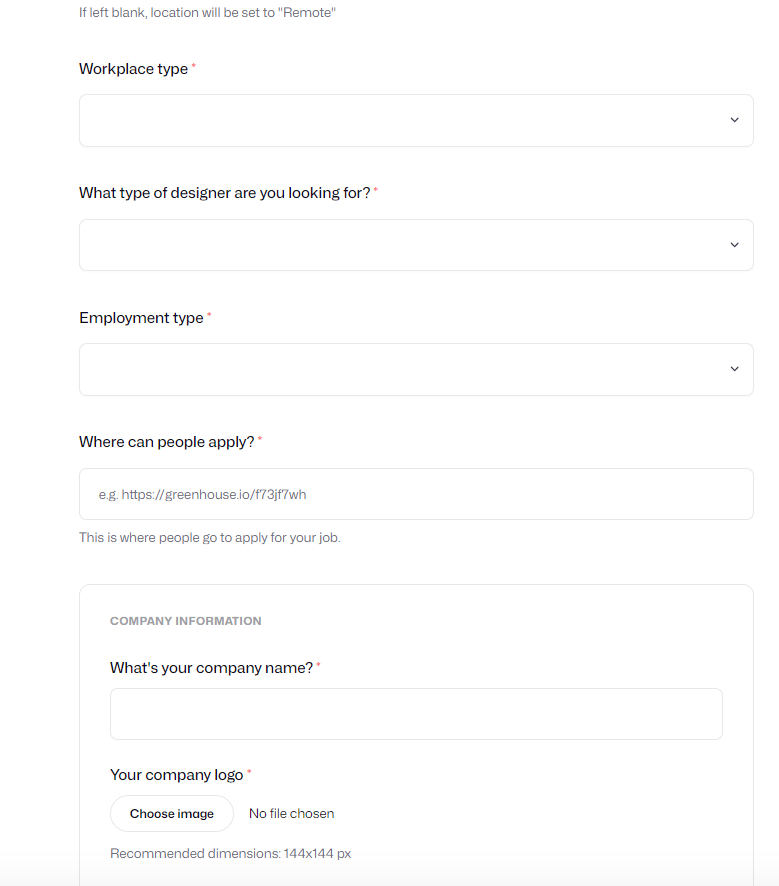 If left blank, location will be set to "Remote"
Workplace type *
What type of designer are you looking for? *
Employment type *
Where can people apply? *
e.g. https://greenhouse.io/f73jf7wh
This is where people go to apply for your job.
COMPANY INFORMATION
What's your company name? *
Your company logo *
Choose image No file chosen
Recommended dimensions: 144x144 px